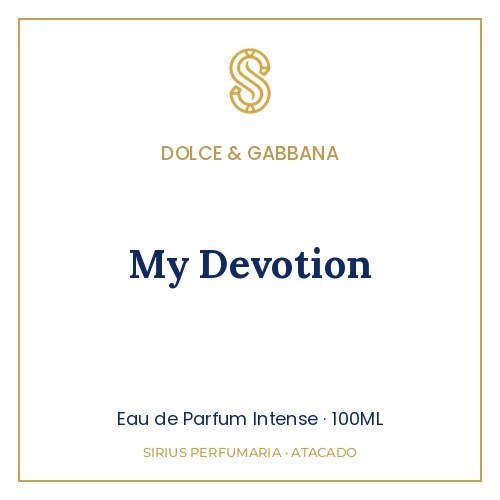 DOLCE & GABBANA
My Devotion
Eau de Parfum Intense · 100ML
SIRIUS PERFUMARIA · ATACADO